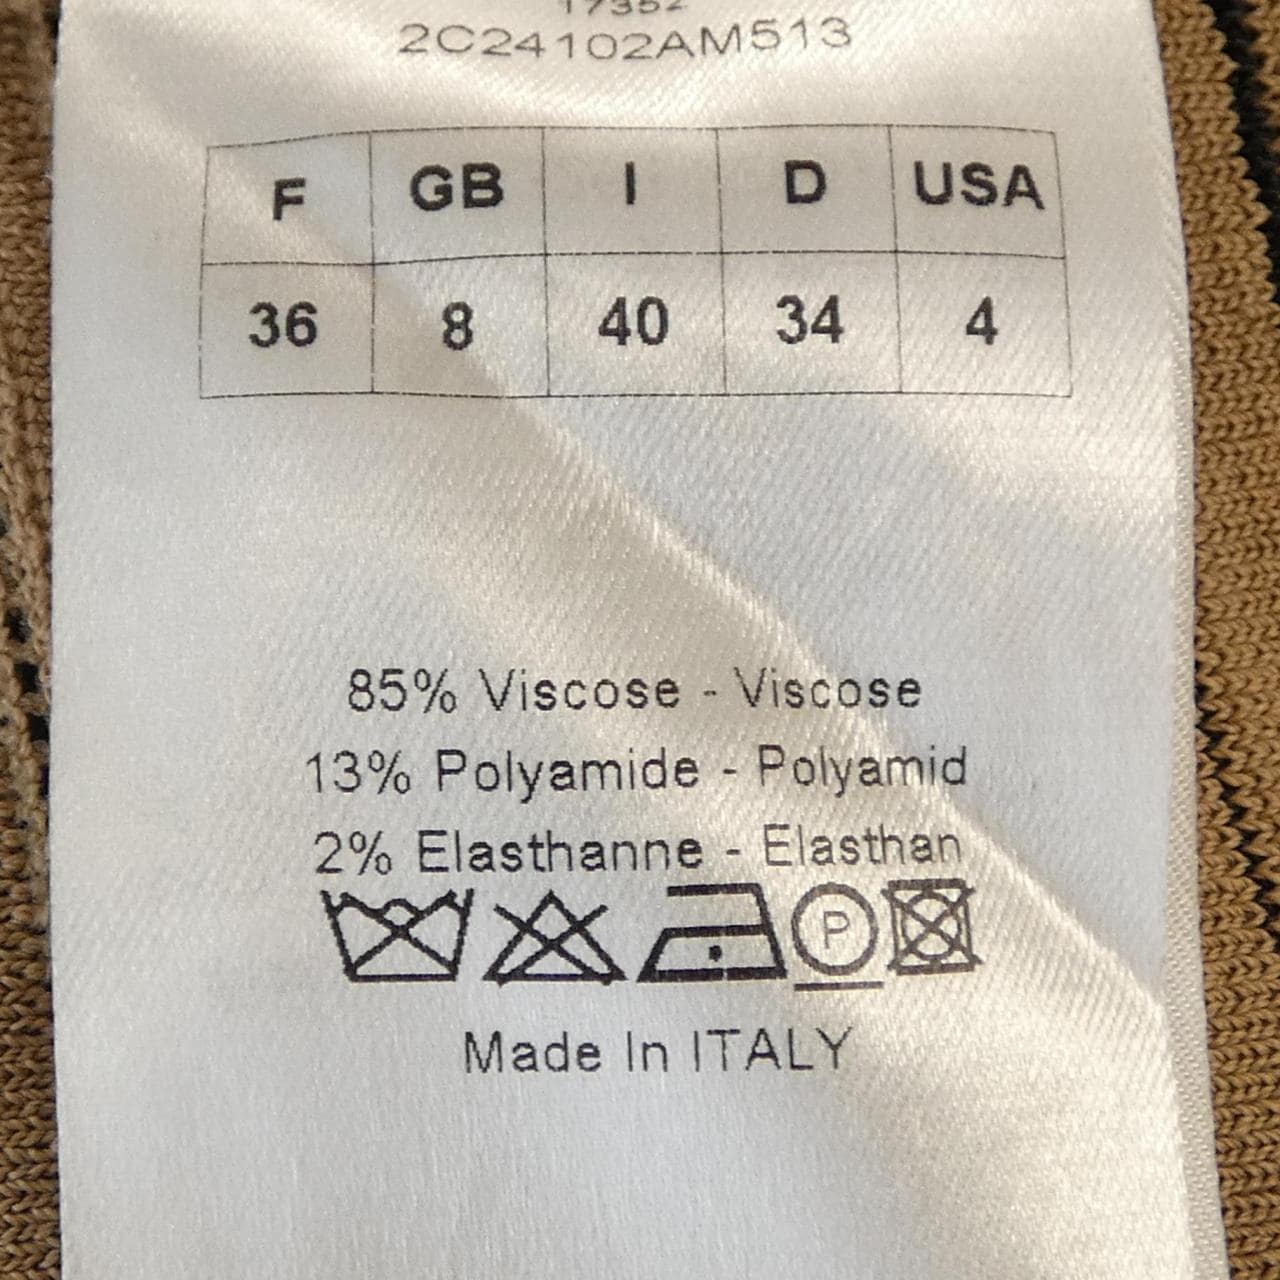 2C24102AM513
F GB I D USA
36 8 40 34 4
85% Viscose - Viscose
13% Polyamide - Polyamid
2% Elasthanne - Elasthan
P
Made In ITALY